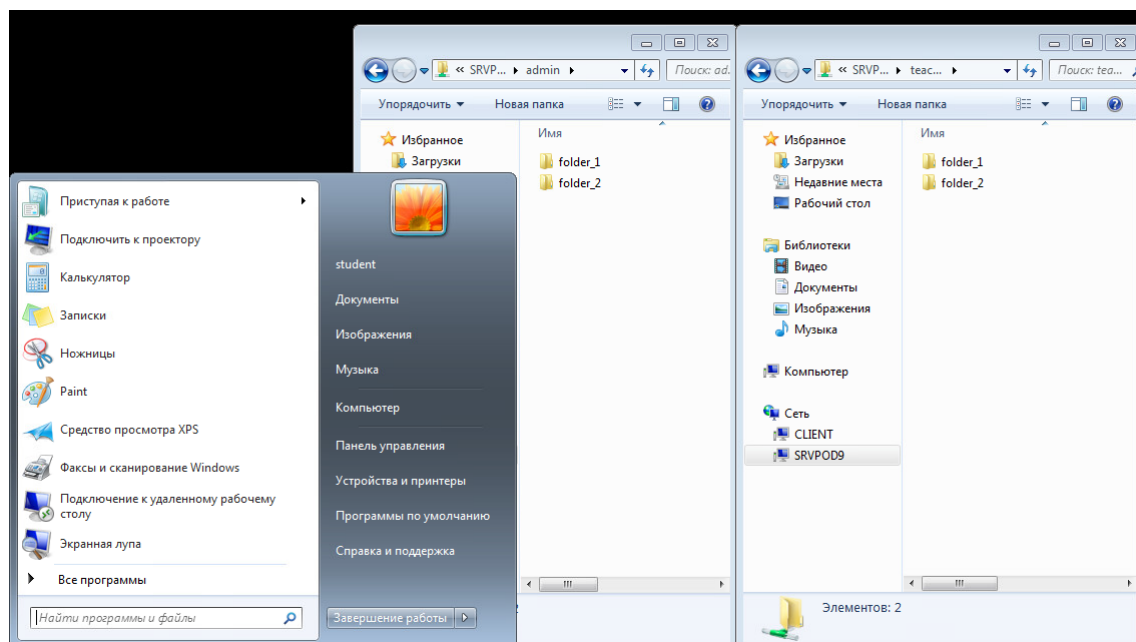 « SRVP... admin
Поиск: ad.
Упорядочить
Новая папка
Избранное
Загрузки
Имя
folder_1
folder_2
« SRVP... teac...
Поиск: tea...
Упорядочить
Новая папка
Избранное
Загрузки
Недавние места
Рабочий стол
Библиотеки
Видео
Документы
Изображения
Музыка
Компьютер
Сеть
CLIENT
SRVPOD9
Имя
folder_1
folder_2
Элементов: 2
Приступая к работе
Подключить к проектору
Калькулятор
Записки
Ножницы
Paint
Средство просмотра XPS
Факсы и сканирование Windows
Подключение к удаленному рабочему
столу
Экранная лупа
Все программы
Найти программы и файлы
student
Документы
Изображения
Музыка
Компьютер
Панель управления
Устройства и принтеры
Программы по умолчанию
Справка и поддержка
Завершение работы